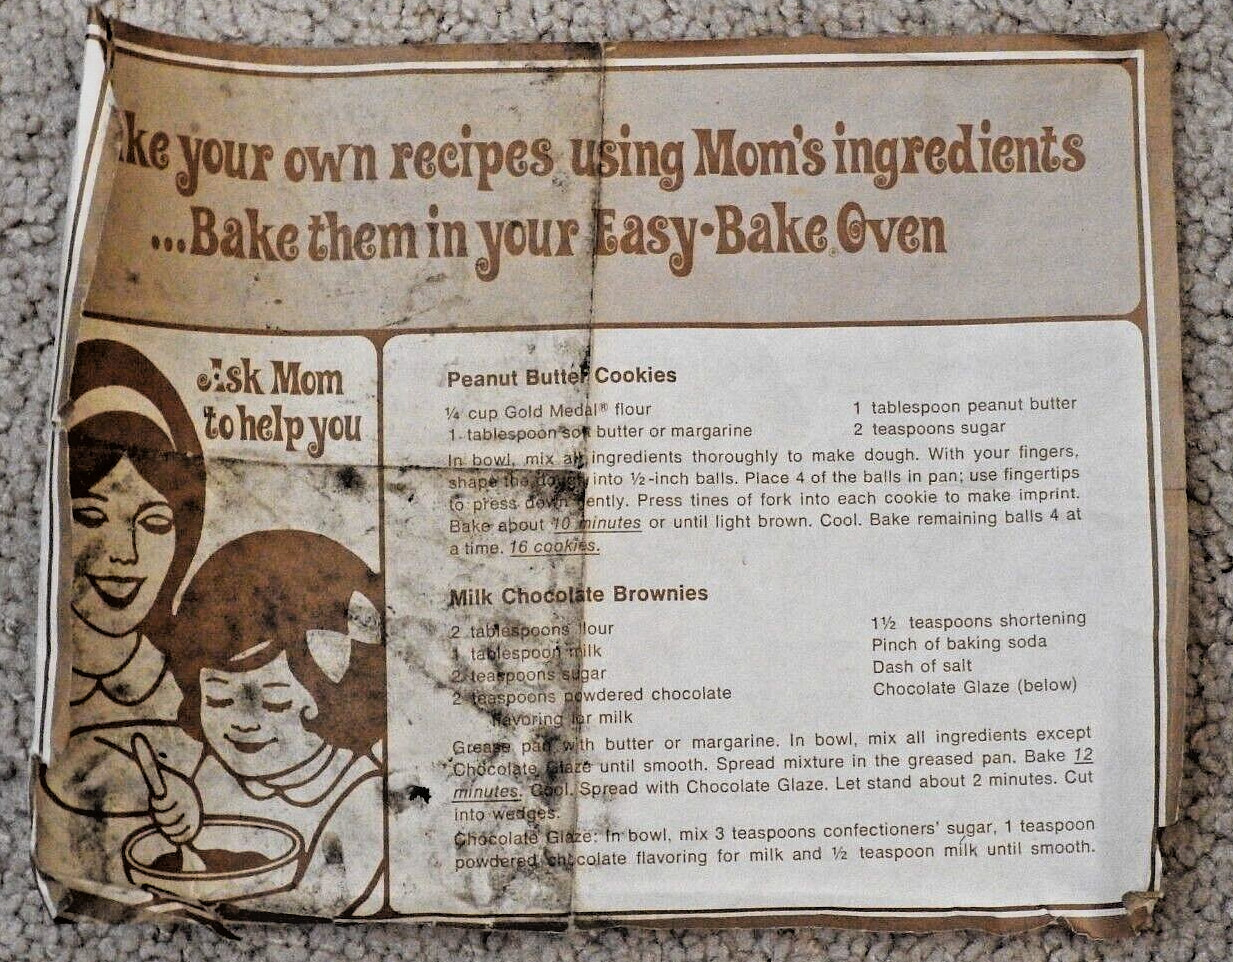 ke your own recipes using Mom's ingredients
...Bake them in your Easy•Bake Oven
Ask Mom
to help you
Peanut Butter Cookies
¼ cup Gold Medal® flour
1 tablespoon soft butter or margarine
1 tablespoon peanut butter
2 teaspoons sugar
In bowl, mix all ingredients thoroughly to make dough. With your fingers,
shape the dough into ½-inch balls. Place 4 of the balls in pan; use fingertips
to press down gently. Press tines of fork into each cookie to make imprint.
Bake about 10 minutes or until light brown. Cool. Bake remaining balls 4 at
a time. 16 cookies.
Milk Chocolate Brownies
2 tablespoons flour
1 tablespoon milk
2 teaspoons sugar
2 teaspoons powdered chocolate
flavoring for milk
1½ teaspoons shortening
Pinch of baking soda
Dash of salt
Chocolate Glaze (below)
Grease pan with butter or margarine. In bowl, mix all ingredients except
Chocolate Glaze until smooth. Spread mixture in the greased pan. Bake 12
minutes. Cool. Spread with Chocolate Glaze. Let stand about 2 minutes. Cut
into wedges.
Chocolate Glaze: In bowl, mix 3 teaspoons confectioners' sugar, 1 teaspoon
powdered chocolate flavoring for milk and ½ teaspoon milk until smooth.